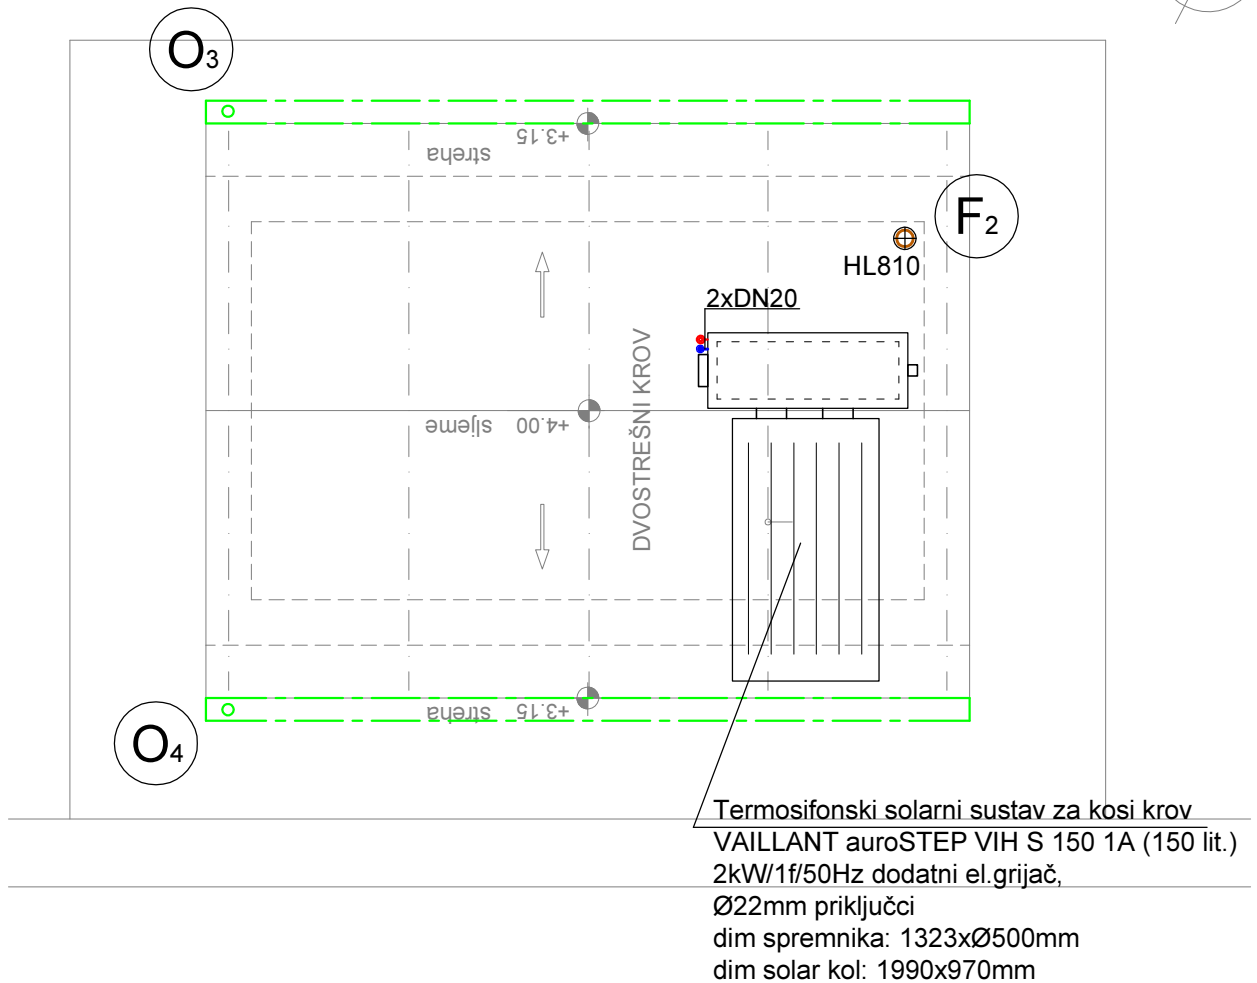 O3
+3.15
streha
F2
HL810
2xDN20
DVOSTREŠNI KROV
sljeme +4.00
streha +3.15
O4
Termosifonski solarni sustav za kosi krov
VAILLANT auroSTEP VIH S 150 1A (150 lit.)
2kW/1f/50Hz dodatni el.grijač,
Ø22mm priključci
dim spremnika: 1323xØ500mm
dim solar kol: 1990x970mm